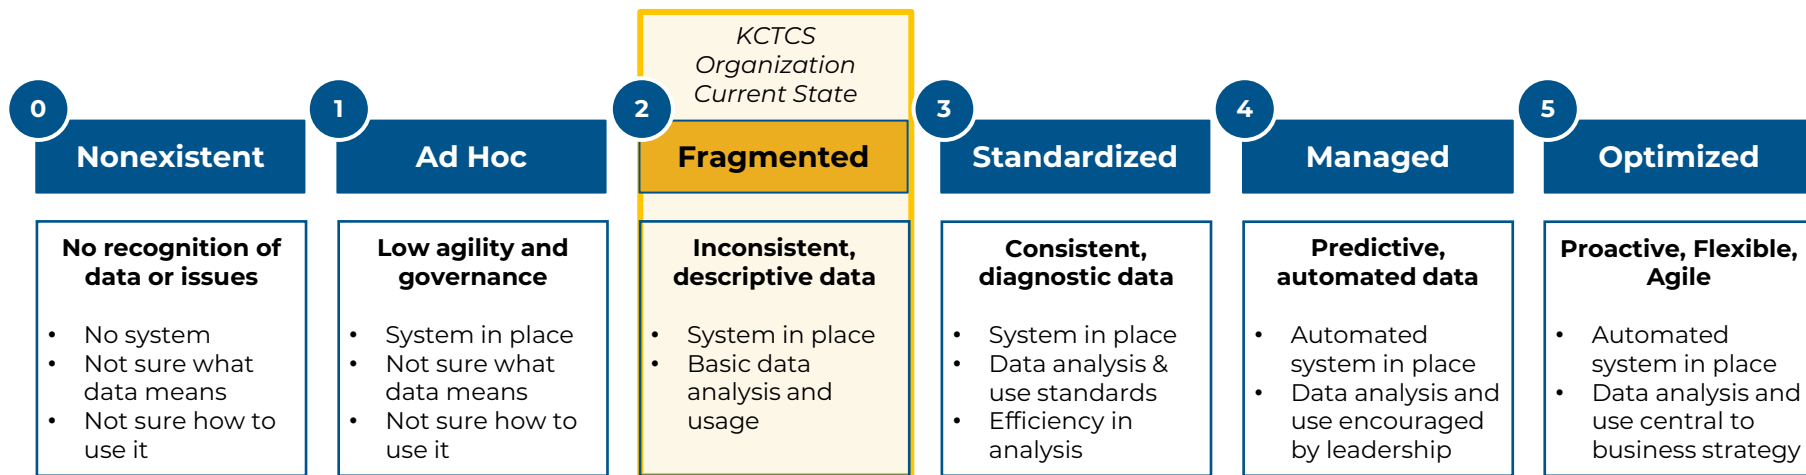 KCTCS
Organization
Current State
0
Nonexistent
No recognition of
data or issues
• No system
• Not sure what
data means
• Not sure how to
use it
1
Ad Hoc
Low agility and
governance
• System in place
• Not sure what
data means
• Not sure how to
use it
2
Fragmented
Inconsistent,
descriptive data
• System in place
• Basic data
analysis and
usage
3
Standardized
Consistent,
diagnostic data
• System in place
• Data analysis &
use standards
• Efficiency in
analysis
4
Managed
Predictive,
automated data
• Automated
system in place
• Data analysis and
use encouraged
by leadership
5
Optimized
Proactive, Flexible,
Agile
• Automated
system in place
• Data analysis and
use central to
business strategy